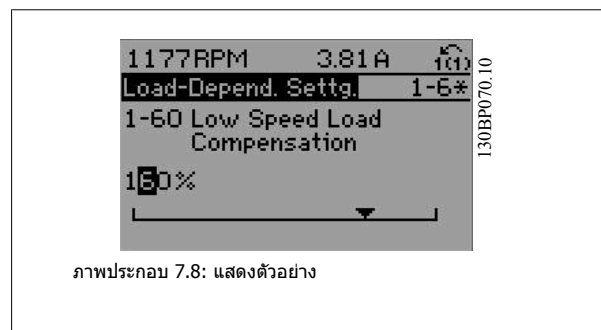 1177RPM 3.81A 1(1)
Load-Depend. Settg. 1-6*
1-60 Low Speed Load
Compensation
160%
130BP070.10
ภาพประกอบ 7.8: แสดงตัวอย่าง